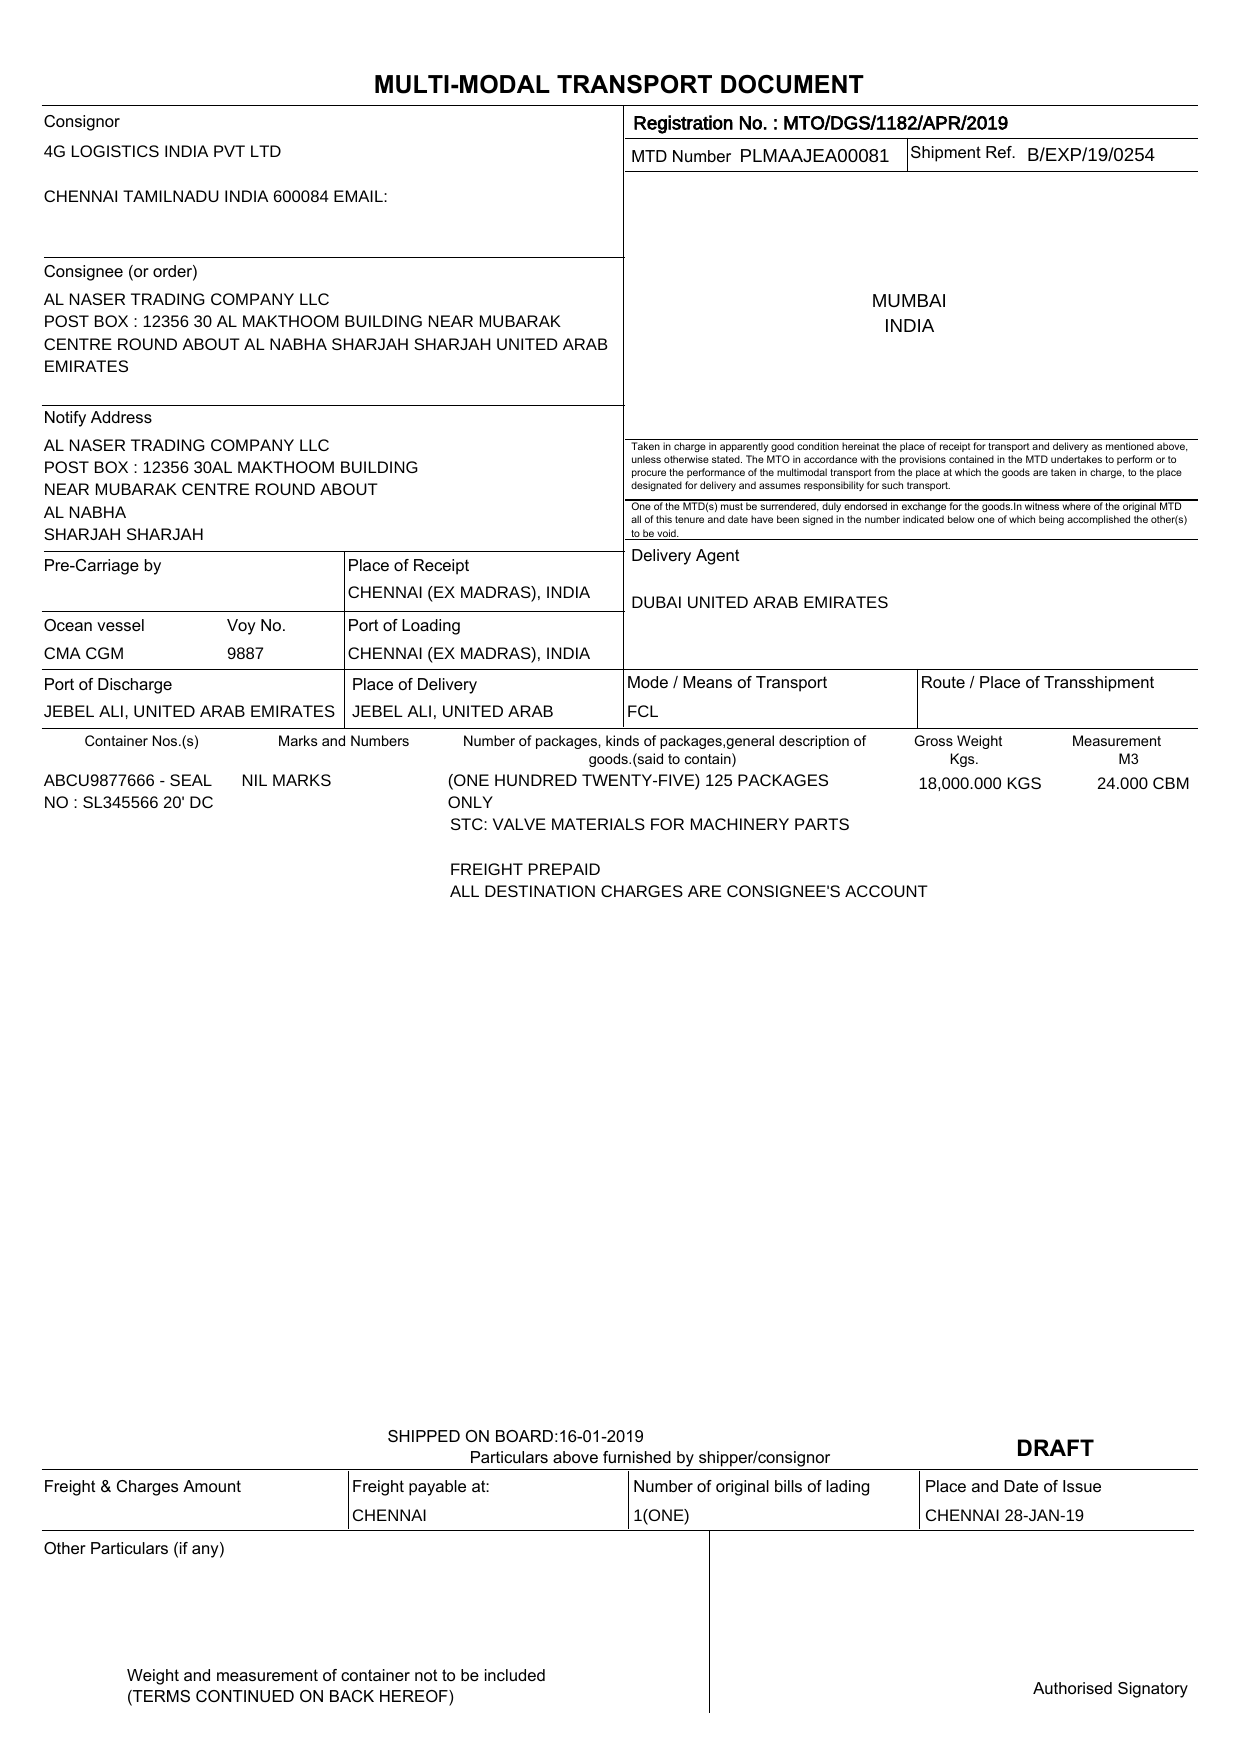 MULTI-MODAL TRANSPORT DOCUMENT
Consignor
4G LOGISTICS INDIA PVT LTD
CHENNAI TAMILNADU INDIA 600084 EMAIL:
Registration No. : MTO/DGS/1182/APR/2019
MTD Number PLMAAJEA00081
Shipment Ref. B/EXP/19/0254
Consignee (or order)
AL NASER TRADING COMPANY LLC
POST BOX : 12356 30 AL MAKTHOOM BUILDING NEAR MUBARAK
CENTRE ROUND ABOUT AL NABHA SHARJAH SHARJAH UNITED ARAB
EMIRATES
MUMBAI
INDIA
Notify Address
AL NASER TRADING COMPANY LLC
POST BOX : 12356 30AL MAKTHOOM BUILDING
NEAR MUBARAK CENTRE ROUND ABOUT
AL NABHA
SHARJAH SHARJAH
Taken in charge in apparently good condition hereinat the place of receipt for transport and delivery as mentioned above,
unless otherwise stated. The MTO in accordance with the provisions contained in the MTD undertakes to perform or to
procure the performance of the multimodal transport from the place at which the goods are taken in charge, to the place
designated for delivery and assumes responsibility for such transport.
One of the MTD(s) must be surrendered, duly endorsed in exchange for the goods.In witness where of the original MTD
all of this tenure and date have been signed in the number indicated below one of which being accomplished the other(s)
to be void.
Pre-Carriage by
Place of Receipt
CHENNAI (EX MADRAS), INDIA
Delivery Agent
DUBAI UNITED ARAB EMIRATES
Ocean vessel Voy No.
CMA CGM 9887
Port of Loading
CHENNAI (EX MADRAS), INDIA
Port of Discharge
JEBEL ALI, UNITED ARAB EMIRATES
Place of Delivery
JEBEL ALI, UNITED ARAB
Mode / Means of Transport
FCL
Route / Place of Transshipment
Container Nos.(s)
Marks and Numbers
Number of packages, kinds of packages,general description of
goods.(said to contain)
Gross Weight
Kgs.
Measurement
M3
ABCU9877666 - SEAL
NO : SL345566 20' DC
NIL MARKS
(ONE HUNDRED TWENTY-FIVE) 125 PACKAGES
ONLY
STC: VALVE MATERIALS FOR MACHINERY PARTS
FREIGHT PREPAID
ALL DESTINATION CHARGES ARE CONSIGNEE'S ACCOUNT
18,000.000 KGS
24.000 CBM
SHIPPED ON BOARD:16-01-2019
Particulars above furnished by shipper/consignor
DRAFT
Freight & Charges Amount
Freight payable at:
CHENNAI
Number of original bills of lading
1(ONE)
Place and Date of Issue
CHENNAI 28-JAN-19
Other Particulars (if any)
Weight and measurement of container not to be included
(TERMS CONTINUED ON BACK HEREOF)
Authorised Signatory